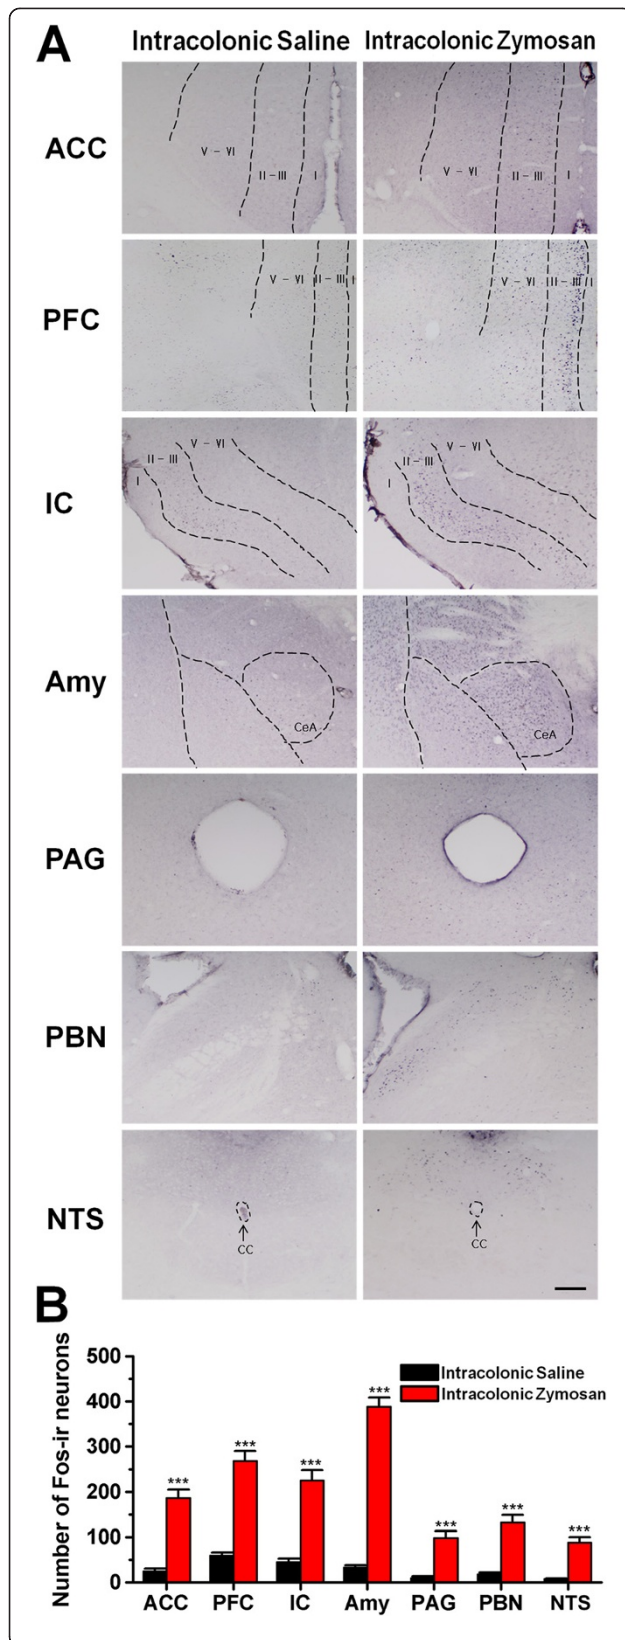 A
Intracolonic Saline Intracolonic Zymosan
ACC
V – VI II – III I
V – VI II – III I
PFC
V – VI II – III I
V – VI II – III I
IC
V – VI
II – III
I
V – VI
II – III
I
Amy
CeA
CeA
PAG
PBN
NTS
CC
CC
B
Number of Fos-ir neurons
500
400
300
200
100
0
Intracolonic Saline
Intracolonic Zymosan
*** *** *** *** *** *** ***
ACC PFC IC Amy PAG PBN NTS